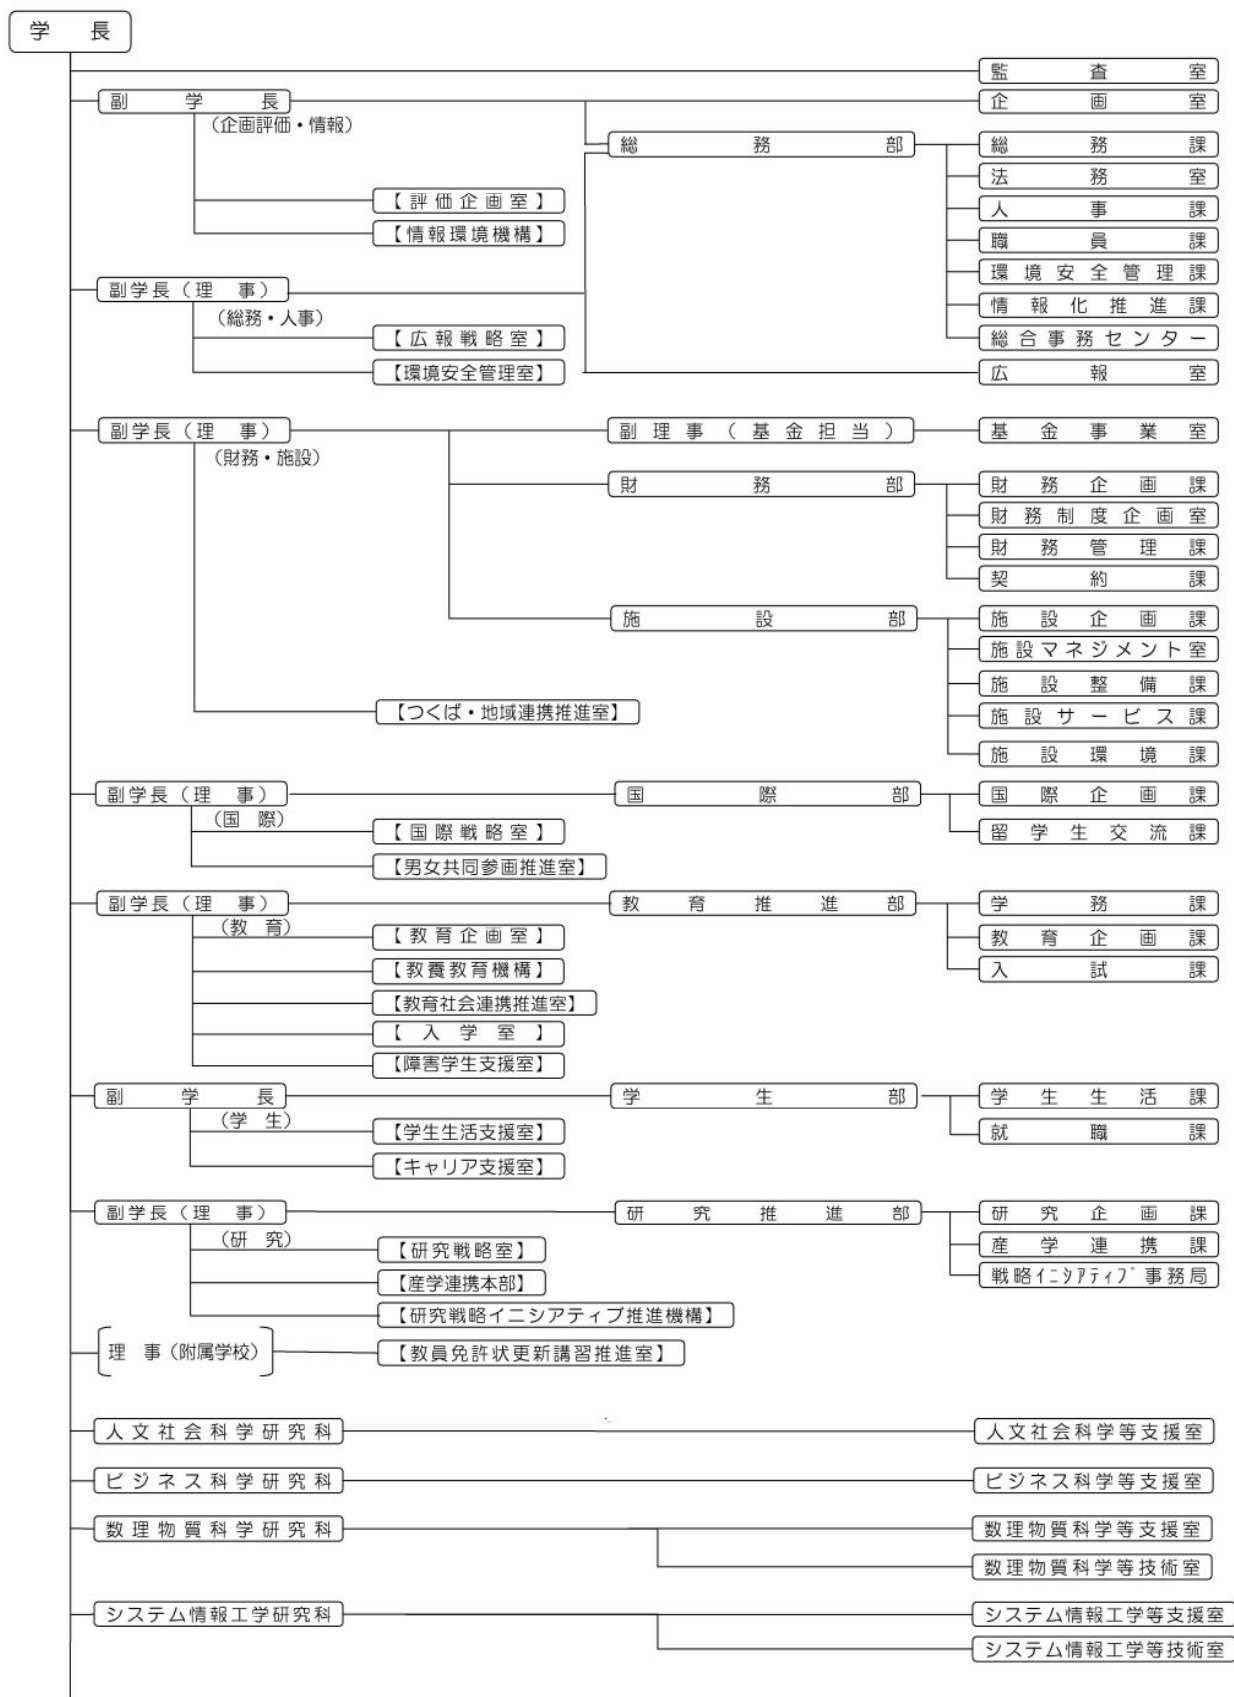 学長
監査室
副学長
企画室
（企画評価・情報）
総務部
総務課
法務室
【評価企画室】
人事課
【情報環境機構】
職員課
環境安全管理課
副学長（理事）
情報化推進課
（総務・人事）
【広報戦略室】
総合事務センター
【環境安全管理室】
広報室
副学長（理事）
副理事（基金担当）
基金事業室
（財務・施設）
財務部
財務企画課
財務制度企画室
財務管理課
契約課
施設部
施設企画課
施設マネジメント室
施設整備課
【つくば・地域連携推進室】
施設サービス課
施設環境課
副学長（理事）
国際部
国際企画課
（国際）
【国際戦略室】
留学生交流課
【男女共同参画推進室】
副学長（理事）
教育推進部
学務課
（教育）
【教育企画室】
教育企画課
【教養教育機構】
入試課
【教育社会連携推進室】
【入学室】
【障害学生支援室】
副学長
学生部
学生生活課
（学生）
【学生生活支援室】
就職課
【キャリア支援室】
副学長（理事）
研究推進部
研究企画課
（研究）
【研究戦略室】
産学連携課
【産学連携本部】
戦略ｲﾆｼｱﾃｨﾌﾞ事務局
【研究戦略イニシアティブ推進機構】
理事（附属学校）
【教員免許状更新講習推進室】
人文社会科学研究科
人文社会科学等支援室
ビジネス科学研究科
ビジネス科学等支援室
数理物質科学研究科
数理物質科学等支援室
数理物質科学等技術室
システム情報工学研究科
システム情報工学等支援室
システム情報工学等技術室